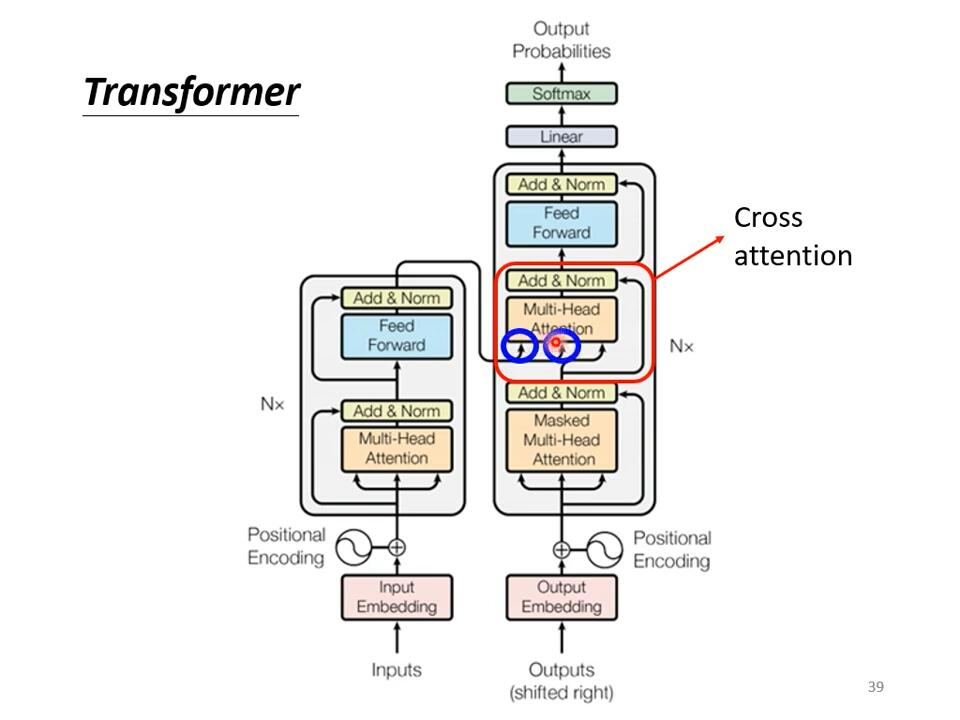 Transformer
Output
Probabilities
Softmax
Linear
Add & Norm
Feed
Forward
Add & Norm
Multi-Head
Attention
Cross
attention
Nx
Add & Norm
Masked
Multi-Head
Attention
Positional
Encoding
Output
Embedding
Outputs
(shifted right)
Add & Norm
Feed
Forward
Nx
Add & Norm
Multi-Head
Attention
Positional
Encoding
Input
Embedding
Inputs
39